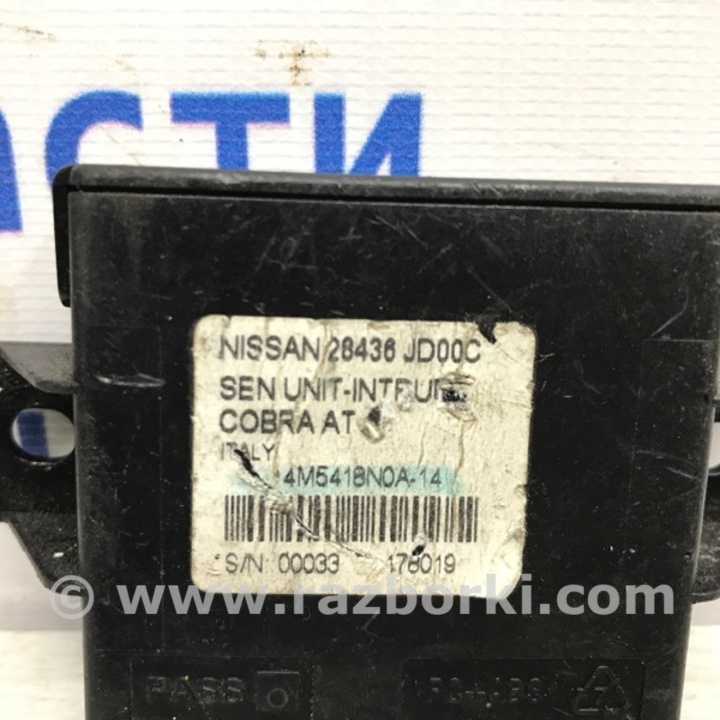 АСТИ
NISSAN 28436 JD00C
SEN UNIT-INTRUDE
COBRA AT
ITALY
4M5418N0A-14
S/N 00033 178019
© www.razborki.com
PASS